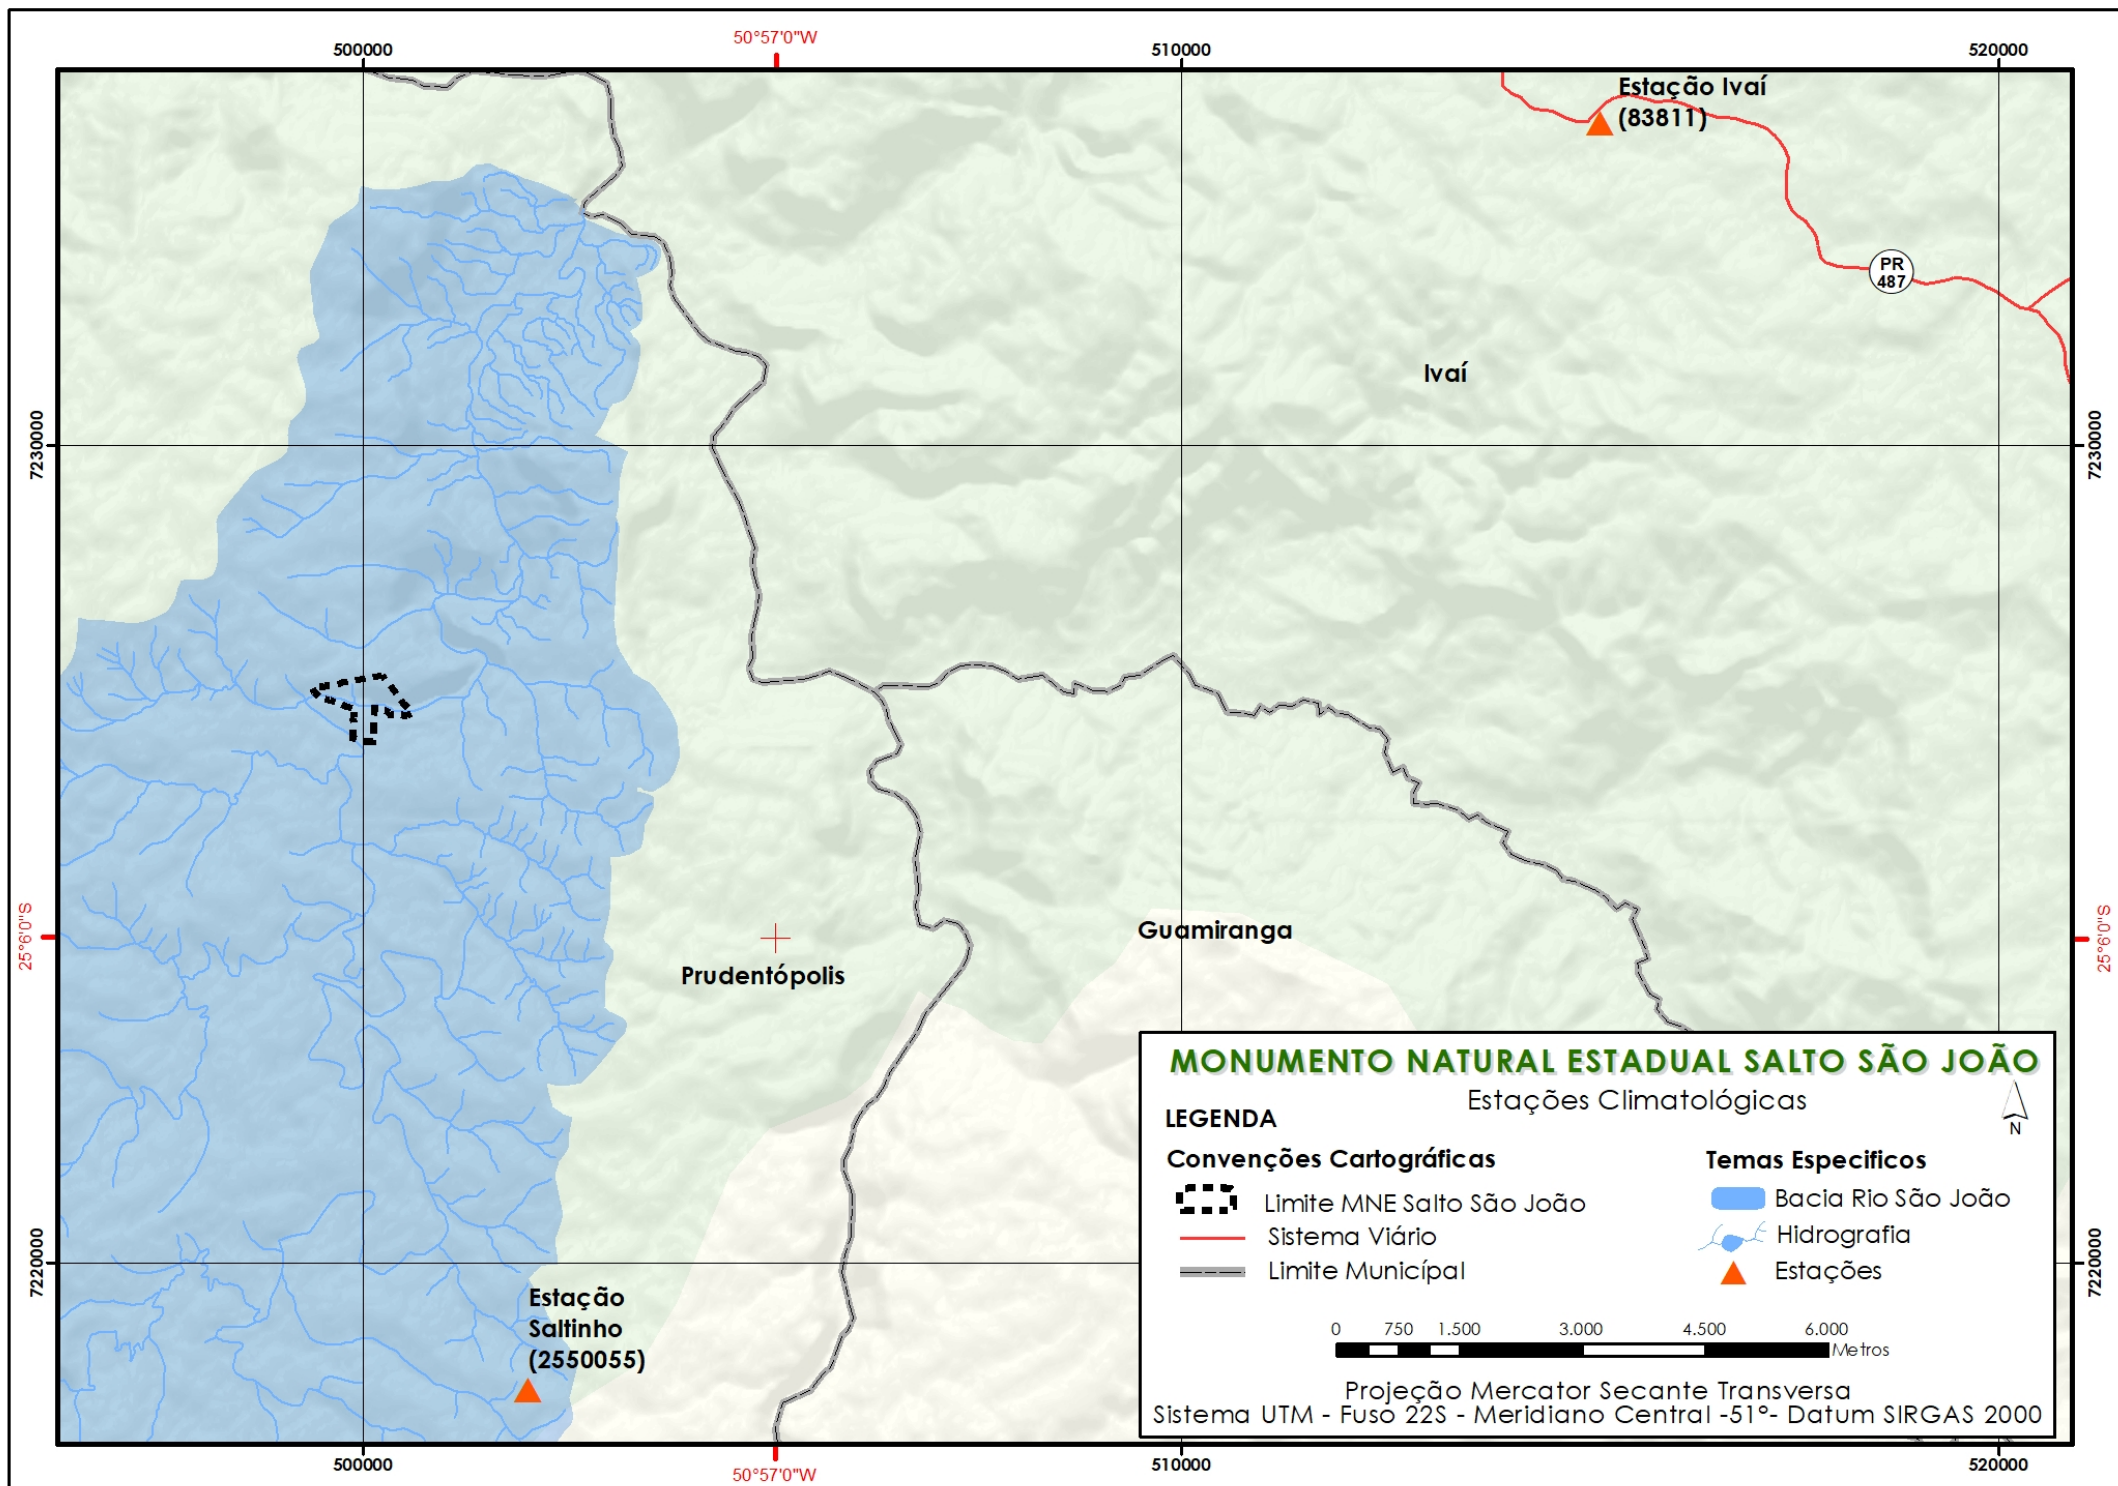 50°57'0"W
500000
510000
520000
Estação Ivaí
(83811)
PR
487
Ivaí
7230000
7230000
25°6'0"S
25°6'0"S
Guamiranga
Prudentópolis
MONUMENTO NATURAL ESTADUAL SALTO SÃO JOÃO
Estações Climatológicas
LEGENDA
N
Convenções Cartográficas
Temas Especificos
Limite MNE Salto São João
Bacia Rio São João
Sistema Viário
Hidrografia
Limite Municípal
Estações
7220000
7220000
Estação
Saltinho
(2550055)
0 750 1.500 3.000 4.500 6.000
Metros
Projeção Mercator Secante Transversa
Sistema UTM - Fuso 22S - Meridiano Central -51°- Datum SIRGAS 2000
500000
50°57'0"W
510000
520000